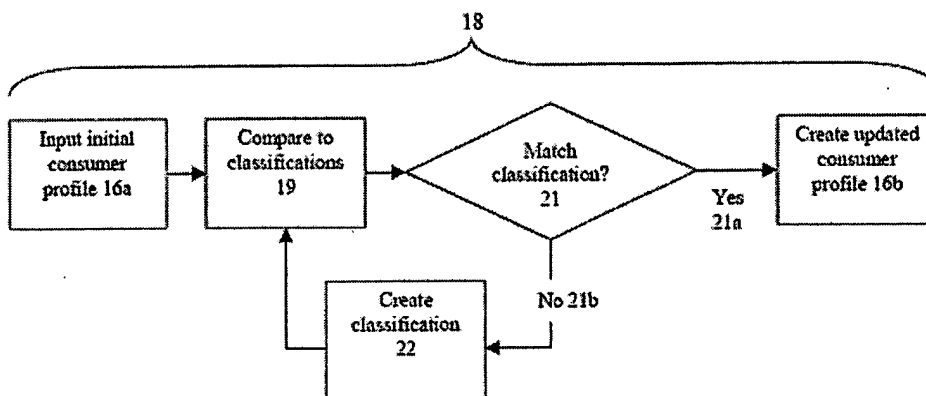 18
Input initial
consumer
profile 16a
Compare to
classifications
19
Match
classification?
21
Yes
21a
Create updated
consumer
profile 16b
No 21b
Create
classification
22